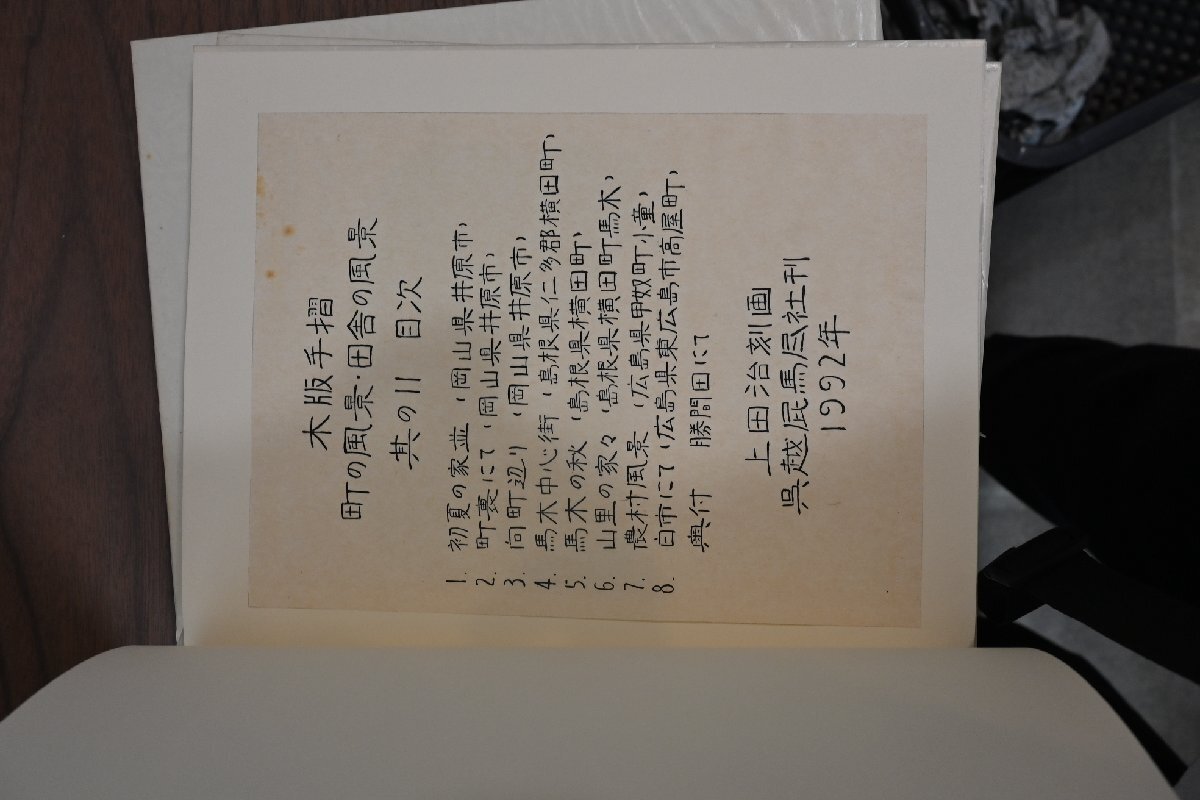 木版手摺
町の風景・田舎の風景
其の二 目次
1. 初夏の家並 (岡山県井原市)
2. 町裏にて (岡山県井原市)
3. 向町辺り (岡山県井原市)
4. 馬木中心街 (島根県仁多郡横田町)
5. 馬木の秋 (島根県横田町)
6. 山里の家々 (島根県横田町馬木)
7. 農村風景 (広島県甲奴町小童)
8. 白市にて (広島県東広島市高屋町)
奥付 勝間田にて
上田治刻画
呉越屁馬尽社刊
1992年